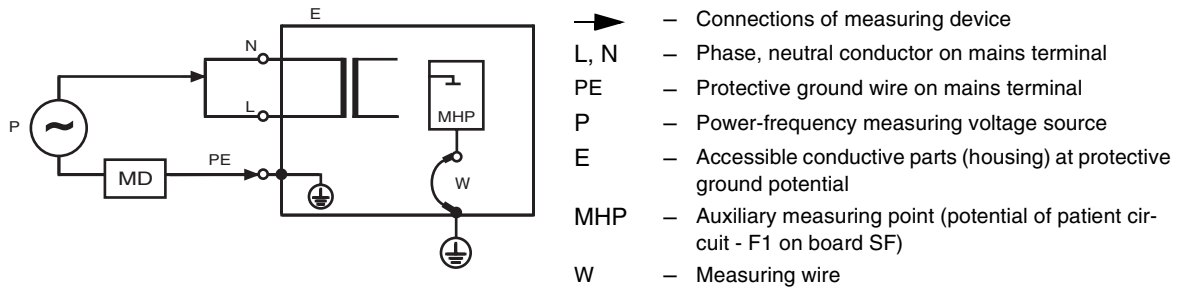 E
N
L
P
~
PE
MD
MHP
W
– Connections of measuring device
L, N – Phase, neutral conductor on mains terminal
PE – Protective ground wire on mains terminal
P – Power-frequency measuring voltage source
E – Accessible conductive parts (housing) at protective
ground potential
MHP – Auxiliary measuring point (potential of patient cir-
cuit - F1 on board SF)
W – Measuring wire